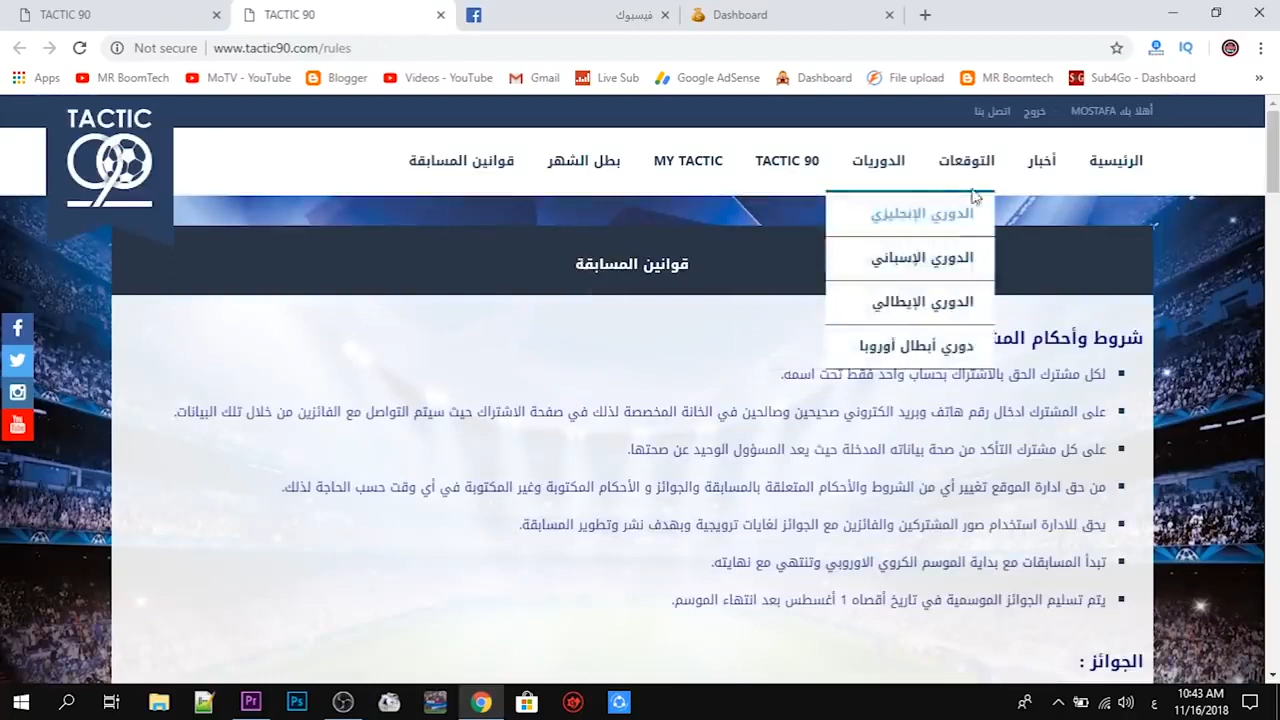 TACTIC 90
TACTIC 90
فيسبوك
Dashboard
Not secure
www.tactic90.com/rules
IQ
Apps
MR BoomTech
MoTV - YouTube
Blogger
Videos - YouTube
Gmail
Live Sub
Google AdSense
Dashboard
File upload
MR Boomtech
Sub4Go - Dashboard
»
أهلا بك MOSTAFA
خروج
اتصل بنا
TACTIC
90
الرئيسية
أخبار
التوقعات
الدوريات
TACTIC 90
MY TACTIC
بطل الشهر
قوانين المسابقة
الدوري الإنجليزي
الدوري الإسباني
الدوري الإيطالي
دوري أبطال أوروبا
قوانين المسابقة
شروط وأحكام
لكل مشترك الحق بالاشتراك بحساب واحد فقط تحت اسمه.
على المشترك ادخال رقم هاتف وبريد الكتروني صحيحين وصالحين في الخانة المخصصة لذلك في صفحة الاشتراك حيث سيتم التواصل مع الفائزين من خلال تلك البيانات.
على كل مشترك التأكد من صحة بياناته المدخلة حيث يعد المسؤول الوحيد عن صحتها.
من حق ادارة الموقع تغيير أي من الشروط والأحكام المتعلقة بالمسابقة والجوائز و الأحكام المكتوبة وغير المكتوبة في أي وقت حسب الحاجة لذلك.
يحق للادارة استخدام صور المشتركين والفائزين مع الجوائز لغايات ترويجية وبهدف نشر وتطوير المسابقة.
تبدأ المسابقات مع بداية الموسم الكروي الاوروبي وتنتهي مع نهايته.
يتم تسليم الجوائز الموسمية في تاريخ أقصاه 1 أغسطس بعد انتهاء الموسم.
الجوائز :
Pr
Ps
ع
10:43 AM
11/16/2018